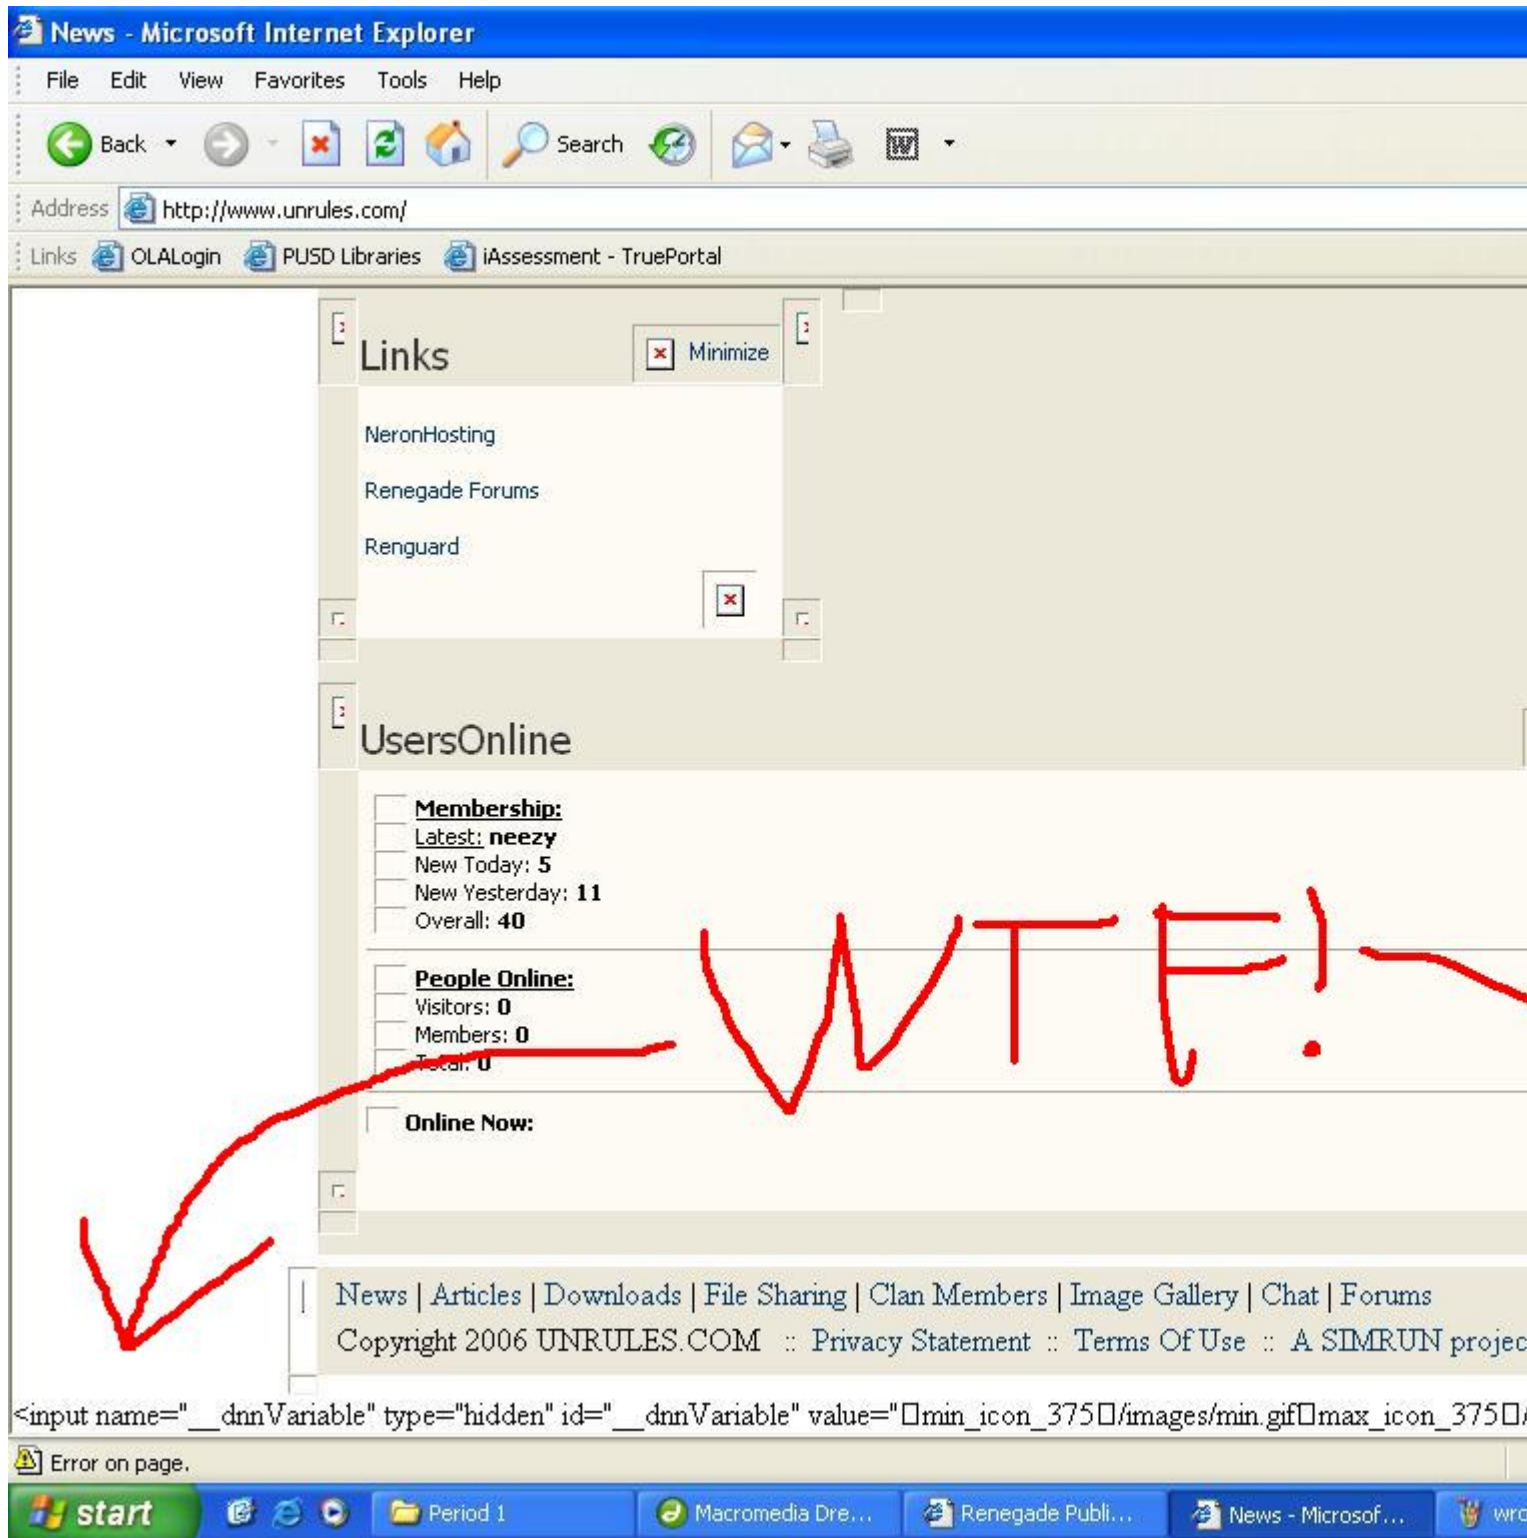 News - Microsoft Internet Explorer
File Edit View Favorites Tools Help
Back Search
Address http://www.unrules.com/
Links OLALogin PUSD Libraries iAssessment - TruePortal
Links Minimize
NeronHosting
Renegade Forums
Renguard
UsersOnline
Membership:
Latest: neezy
New Today: 5
New Yesterday: 11
Overall: 40
WTF!
People Online:
Visitors: 0
Members: 0
Total: 0
Online Now:
News | Articles | Downloads | File Sharing | Clan Members | Image Gallery | Chat | Forums
Copyright 2006 UNRULES.COM :: Privacy Statement :: Terms Of Use :: A SIMRUN projec
<input name="__dnnVariable" type="hidden" id="__dnnVariable" value="□min_icon_375□/images/min.gif□max_icon_375□/
Error on page.
start Period 1 Macromedia Dre... Renegade Publi... News - Microsof... wro